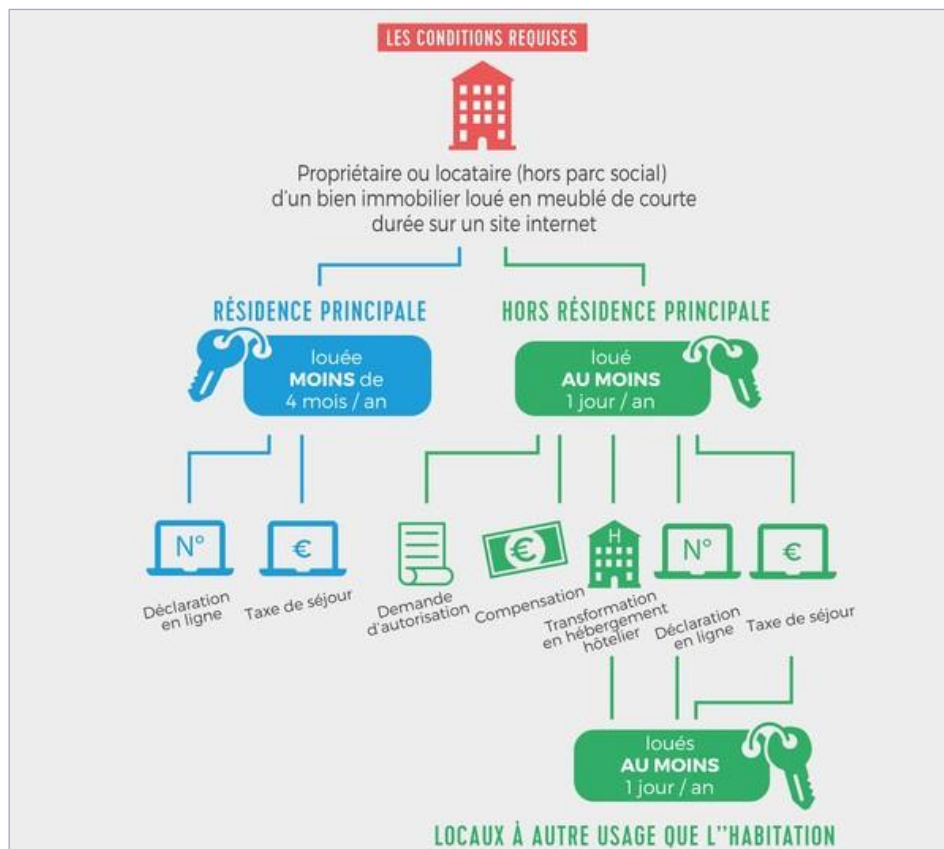 LES CONDITIONS REQUISES
Propriétaire ou locataire (hors parc social)
d'un bien immobilier loué en meublé de courte
durée sur un site internet
RÉSIDENCE PRINCIPALE
louée
MOINS de
4 mois / an
HORS RÉSIDENCE PRINCIPALE
loué
AU MOINS
1 jour / an
N°
Déclaration
en ligne
€
Taxe de séjour
Demande
d'autorisation
€
Compensation
H
Transformation
en hébergement
hôtelier
N°
Déclaration
en ligne
€
Taxe de séjour
loués
AU MOINS
1 jour / an
LOCAUX À AUTRE USAGE QUE L''HABITATION